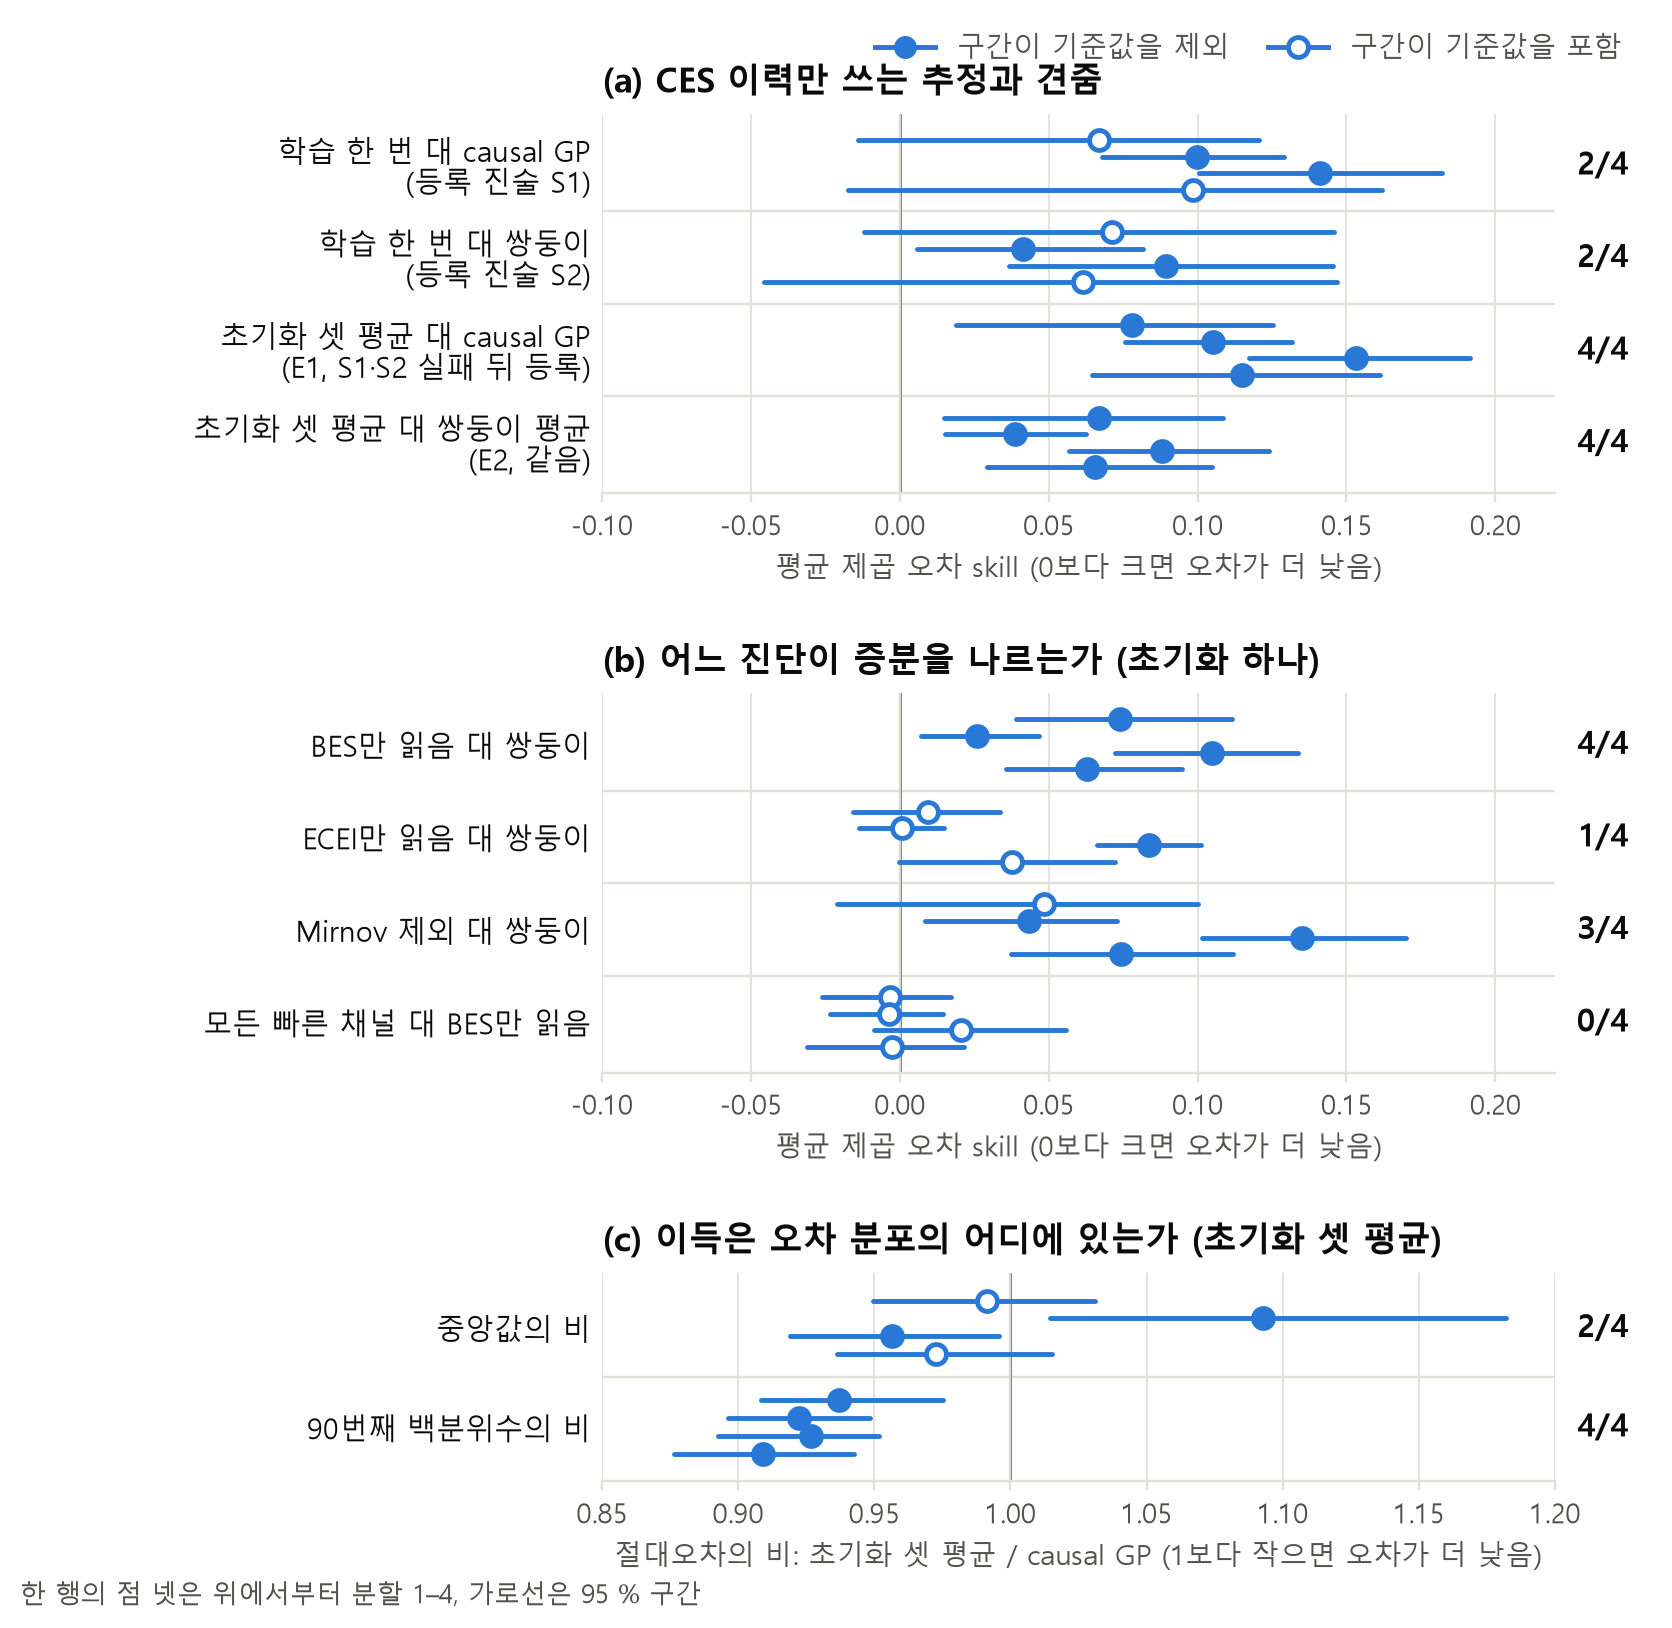 구간이 기준값을 제외
구간이 기준값을 포함
(a) CES 이력만 쓰는 추정과 견줌
학습 한 번 대 causal GP
(등록 진술 S1)
2/4
학습 한 번 대 쌍둥이
(등록 진술 S2)
2/4
초기화 셋 평균 대 causal GP
(E1, S1·S2 실패 뒤 등록)
4/4
초기화 셋 평균 대 쌍둥이 평균
(E2, 같음)
4/4
-0.10 -0.05 0.00 0.05 0.10 0.15 0.20
평균 제곱 오차 skill (0보다 크면 오차가 더 낮음)
(b) 어느 진단이 증분을 나르는가 (초기화 하나)
BES만 읽음 대 쌍둥이
4/4
ECEI만 읽음 대 쌍둥이
1/4
Mirnov 제외 대 쌍둥이
3/4
모든 빠른 채널 대 BES만 읽음
0/4
-0.10 -0.05 0.00 0.05 0.10 0.15 0.20
평균 제곱 오차 skill (0보다 크면 오차가 더 낮음)
(c) 이득은 오차 분포의 어디에 있는가 (초기화 셋 평균)
중앙값의 비
2/4
90번째 백분위수의 비
4/4
0.85 0.90 0.95 1.00 1.05 1.10 1.15 1.20
절대오차의 비: 초기화 셋 평균 / causal GP (1보다 작으면 오차가 더 낮음)
한 행의 점 넷은 위에서부터 분할 1–4, 가로선은 95 % 구간